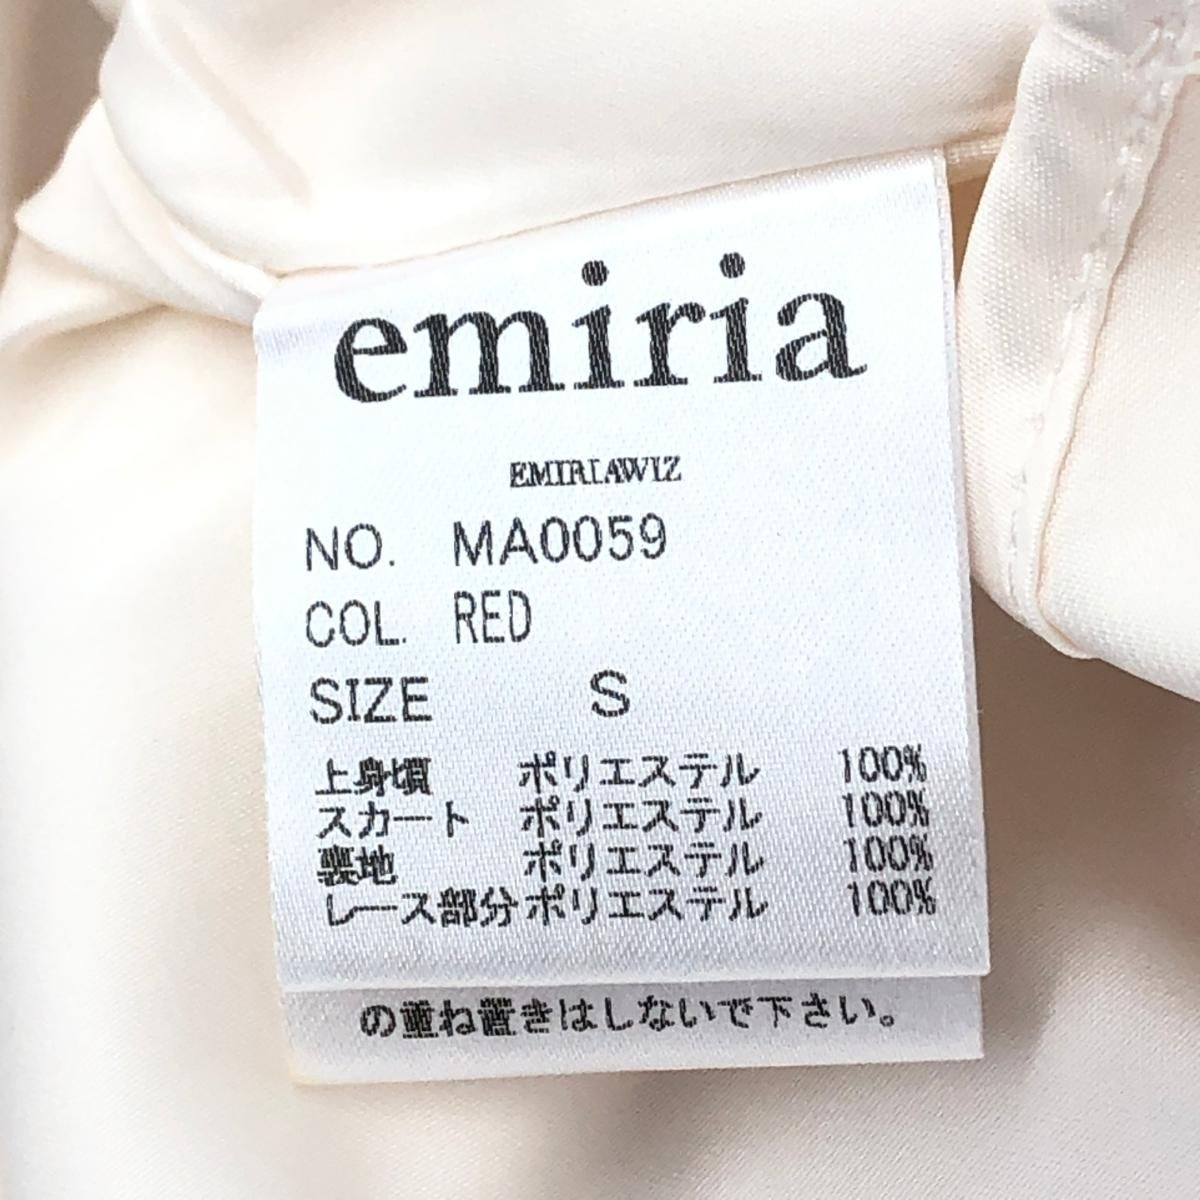 emiria
EMIRIAWIZ
NO. MA0059
COL. RED
SIZE S
上身頃 ポリエステル 100%
スカート ポリエステル 100%
裏地 ポリエステル 100%
レース部分 ポリエステル 100%
の重ね置きはしないで下さい。